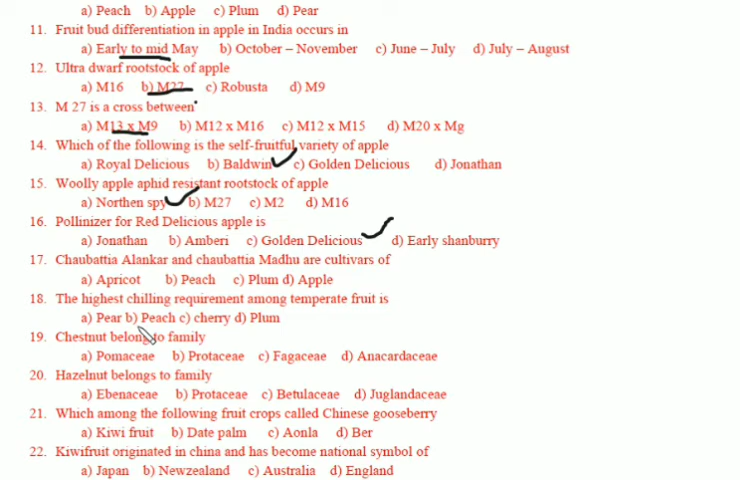 a) Peach b) Apple c) Plum d) Pear
11. Fruit bud differentiation in apple in India occurs in
a) Early to mid May b) October – November c) June – July d) July – August
12. Ultra dwarf rootstock of apple
a) M16 b) M27 c) Robusta d) M9
13. M 27 is a cross between
a) M13 x M9 b) M12 x M16 c) M12 x M15 d) M20 x Mg
14. Which of the following is the self-fruitful variety of apple
a) Royal Delicious b) Baldwin c) Golden Delicious d) Jonathan
15. Woolly apple aphid resistant rootstock of apple
a) Northen spy b) M27 c) M2 d) M16
16. Pollinizer for Red Delicious apple is
a) Jonathan b) Amberi c) Golden Delicious d) Early shanburry
17. Chaubattia Alankar and chaubattia Madhu are cultivars of
a) Apricot b) Peach c) Plum d) Apple
18. The highest chilling requirement among temperate fruit is
a) Pear b) Peach c) cherry d) Plum
19. Chestnut belong to family
a) Pomaceae b) Protaceae c) Fagaceae d) Anacardaceae
20. Hazelnut belongs to family
a) Ebenaceae b) Protaceae c) Betulaceae d) Juglandaceae
21. Which among the following fruit crops called Chinese gooseberry
a) Kiwi fruit b) Date palm c) Aonla d) Ber
22. Kiwifruit originated in china and has become national symbol of
a) Japan b) Newzealand c) Australia d) England